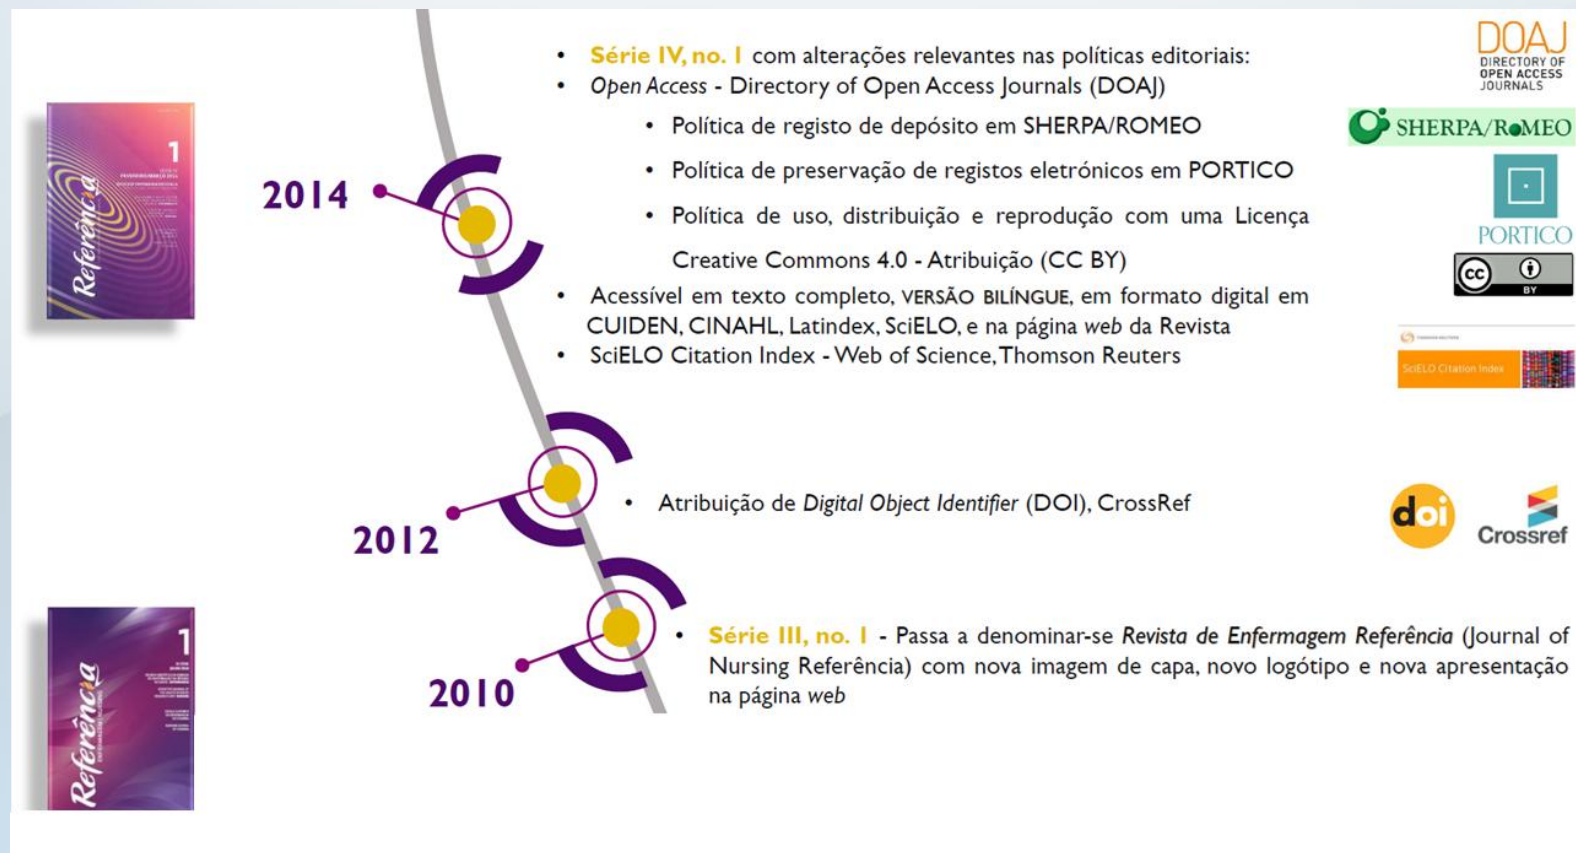 • Série IV, no. 1 com alterações relevantes nas políticas editoriais:
• Open Access - Directory of Open Access Journals (DOAJ)
• Política de registo de depósito em SHERPA/ROMEO
• Política de preservação de registos eletrónicos em PORTICO
• Política de uso, distribuição e reprodução com uma Licença
Creative Commons 4.0 - Atribuição (CC BY)
• Acessível em texto completo, VERSÃO BILÍNGUE, em formato digital em
CUIDEN, CINAHL, Latindex, SciELO, e na página web da Revista
• SciELO Citation Index - Web of Science, Thomson Reuters
DOAJ
DIRECTORY OF
OPEN ACCESS
JOURNALS
SHERPA/RoMEO
PORTICO
cc
BY
THOMSON REUTERS
SciELO Citation Index
2014
1
Referência
2012
• Atribuição de Digital Object Identifier (DOI), CrossRef
doi
Crossref
2010
• Série III, no. 1 - Passa a denominar-se Revista de Enfermagem Referência (Journal of
Nursing Referência) com nova imagem de capa, novo logótipo e nova apresentação
na página web
1
Referência